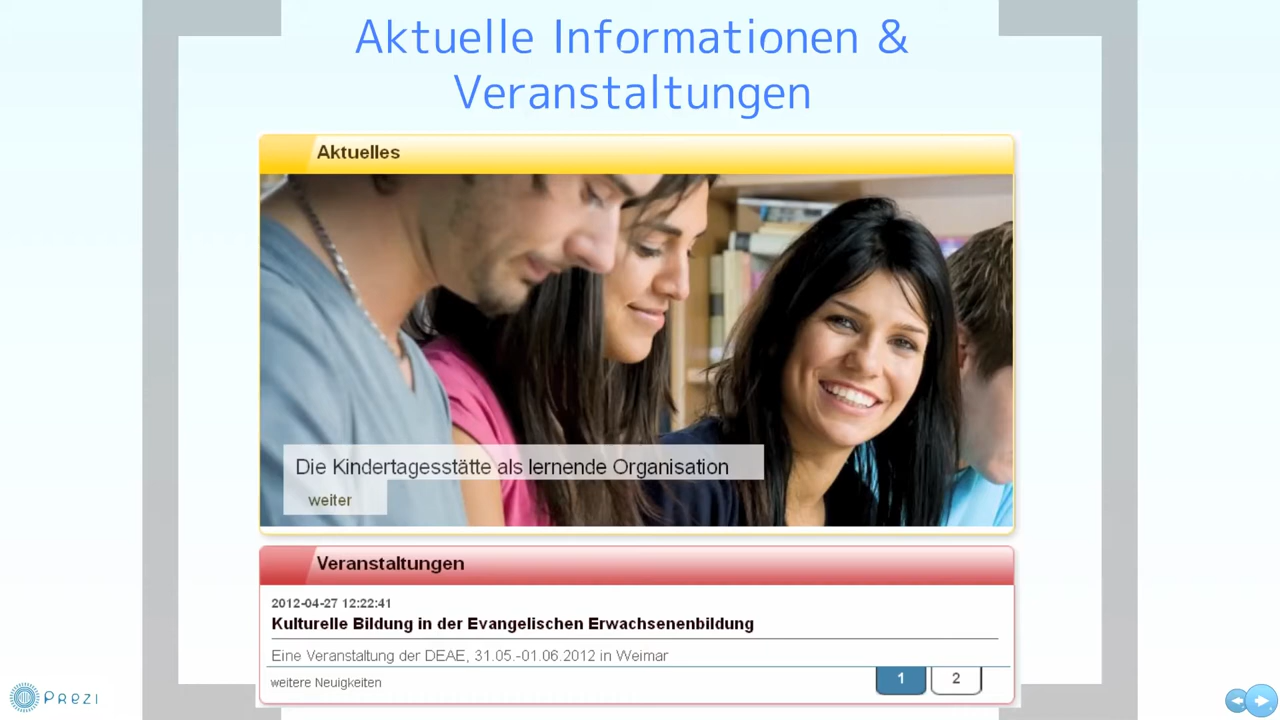 Aktuelle Informationen &
Veranstaltungen
Aktuelles
Die Kindertagesstätte als lernende Organisation
weiter
Veranstaltungen
2012-04-27 12:22:41
Kulturelle Bildung in der Evangelischen Erwachsenenbildung
Eine Veranstaltung der DEAE, 31.05.-01.06.2012 in Weimar
weitere Neuigkeiten
1 2
Prezi